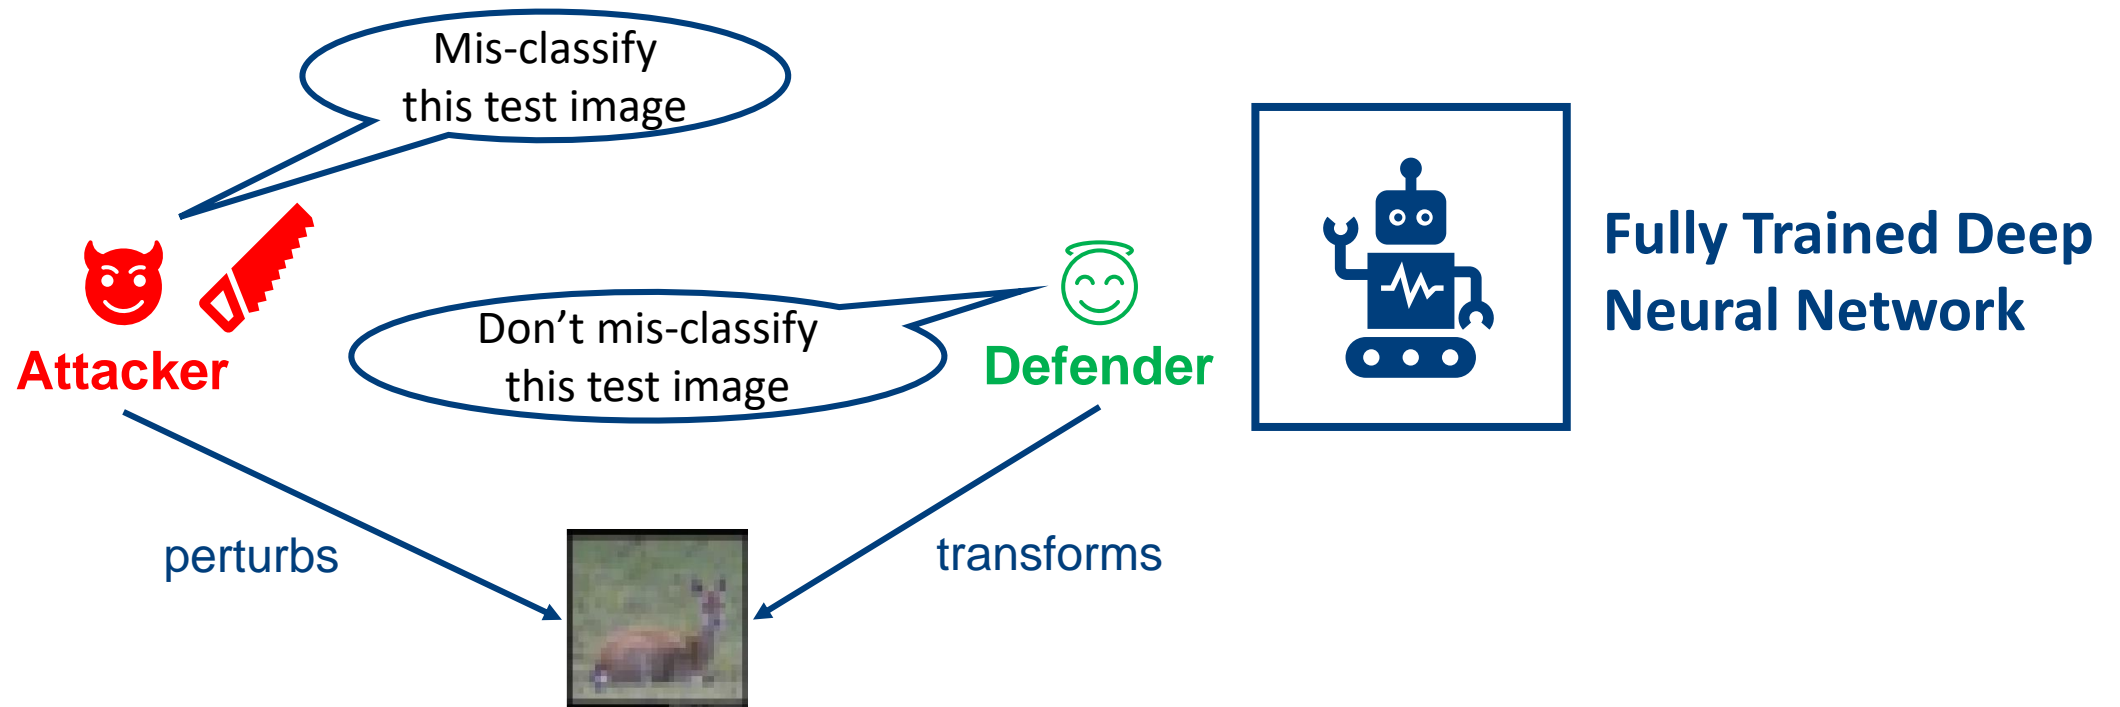 Mis-classify
this test image
Attacker
Don’t mis-classify
this test image
Defender
Fully Trained Deep
Neural Network
perturbs
transforms